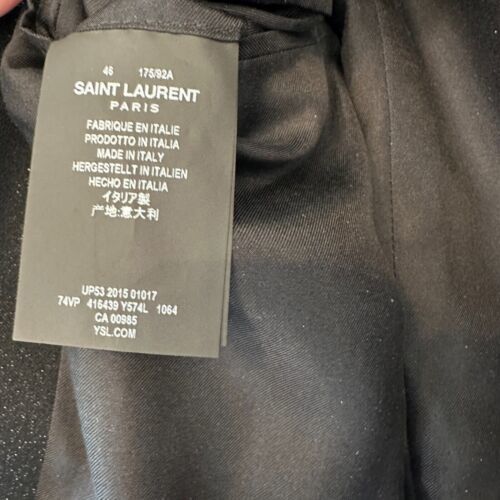 46 175/92A
SAINT LAURENT
PARIS
FABRIQUE EN ITALIE
PRODOTTO IN ITALIA
MADE IN ITALY
HERGESTELLT IN ITALIEN
HECHO EN ITALIA
イタリア製
产地:意大利
UP53 2015 01017
74VP 416439 Y574L 1064
CA 00985
YSL.COM